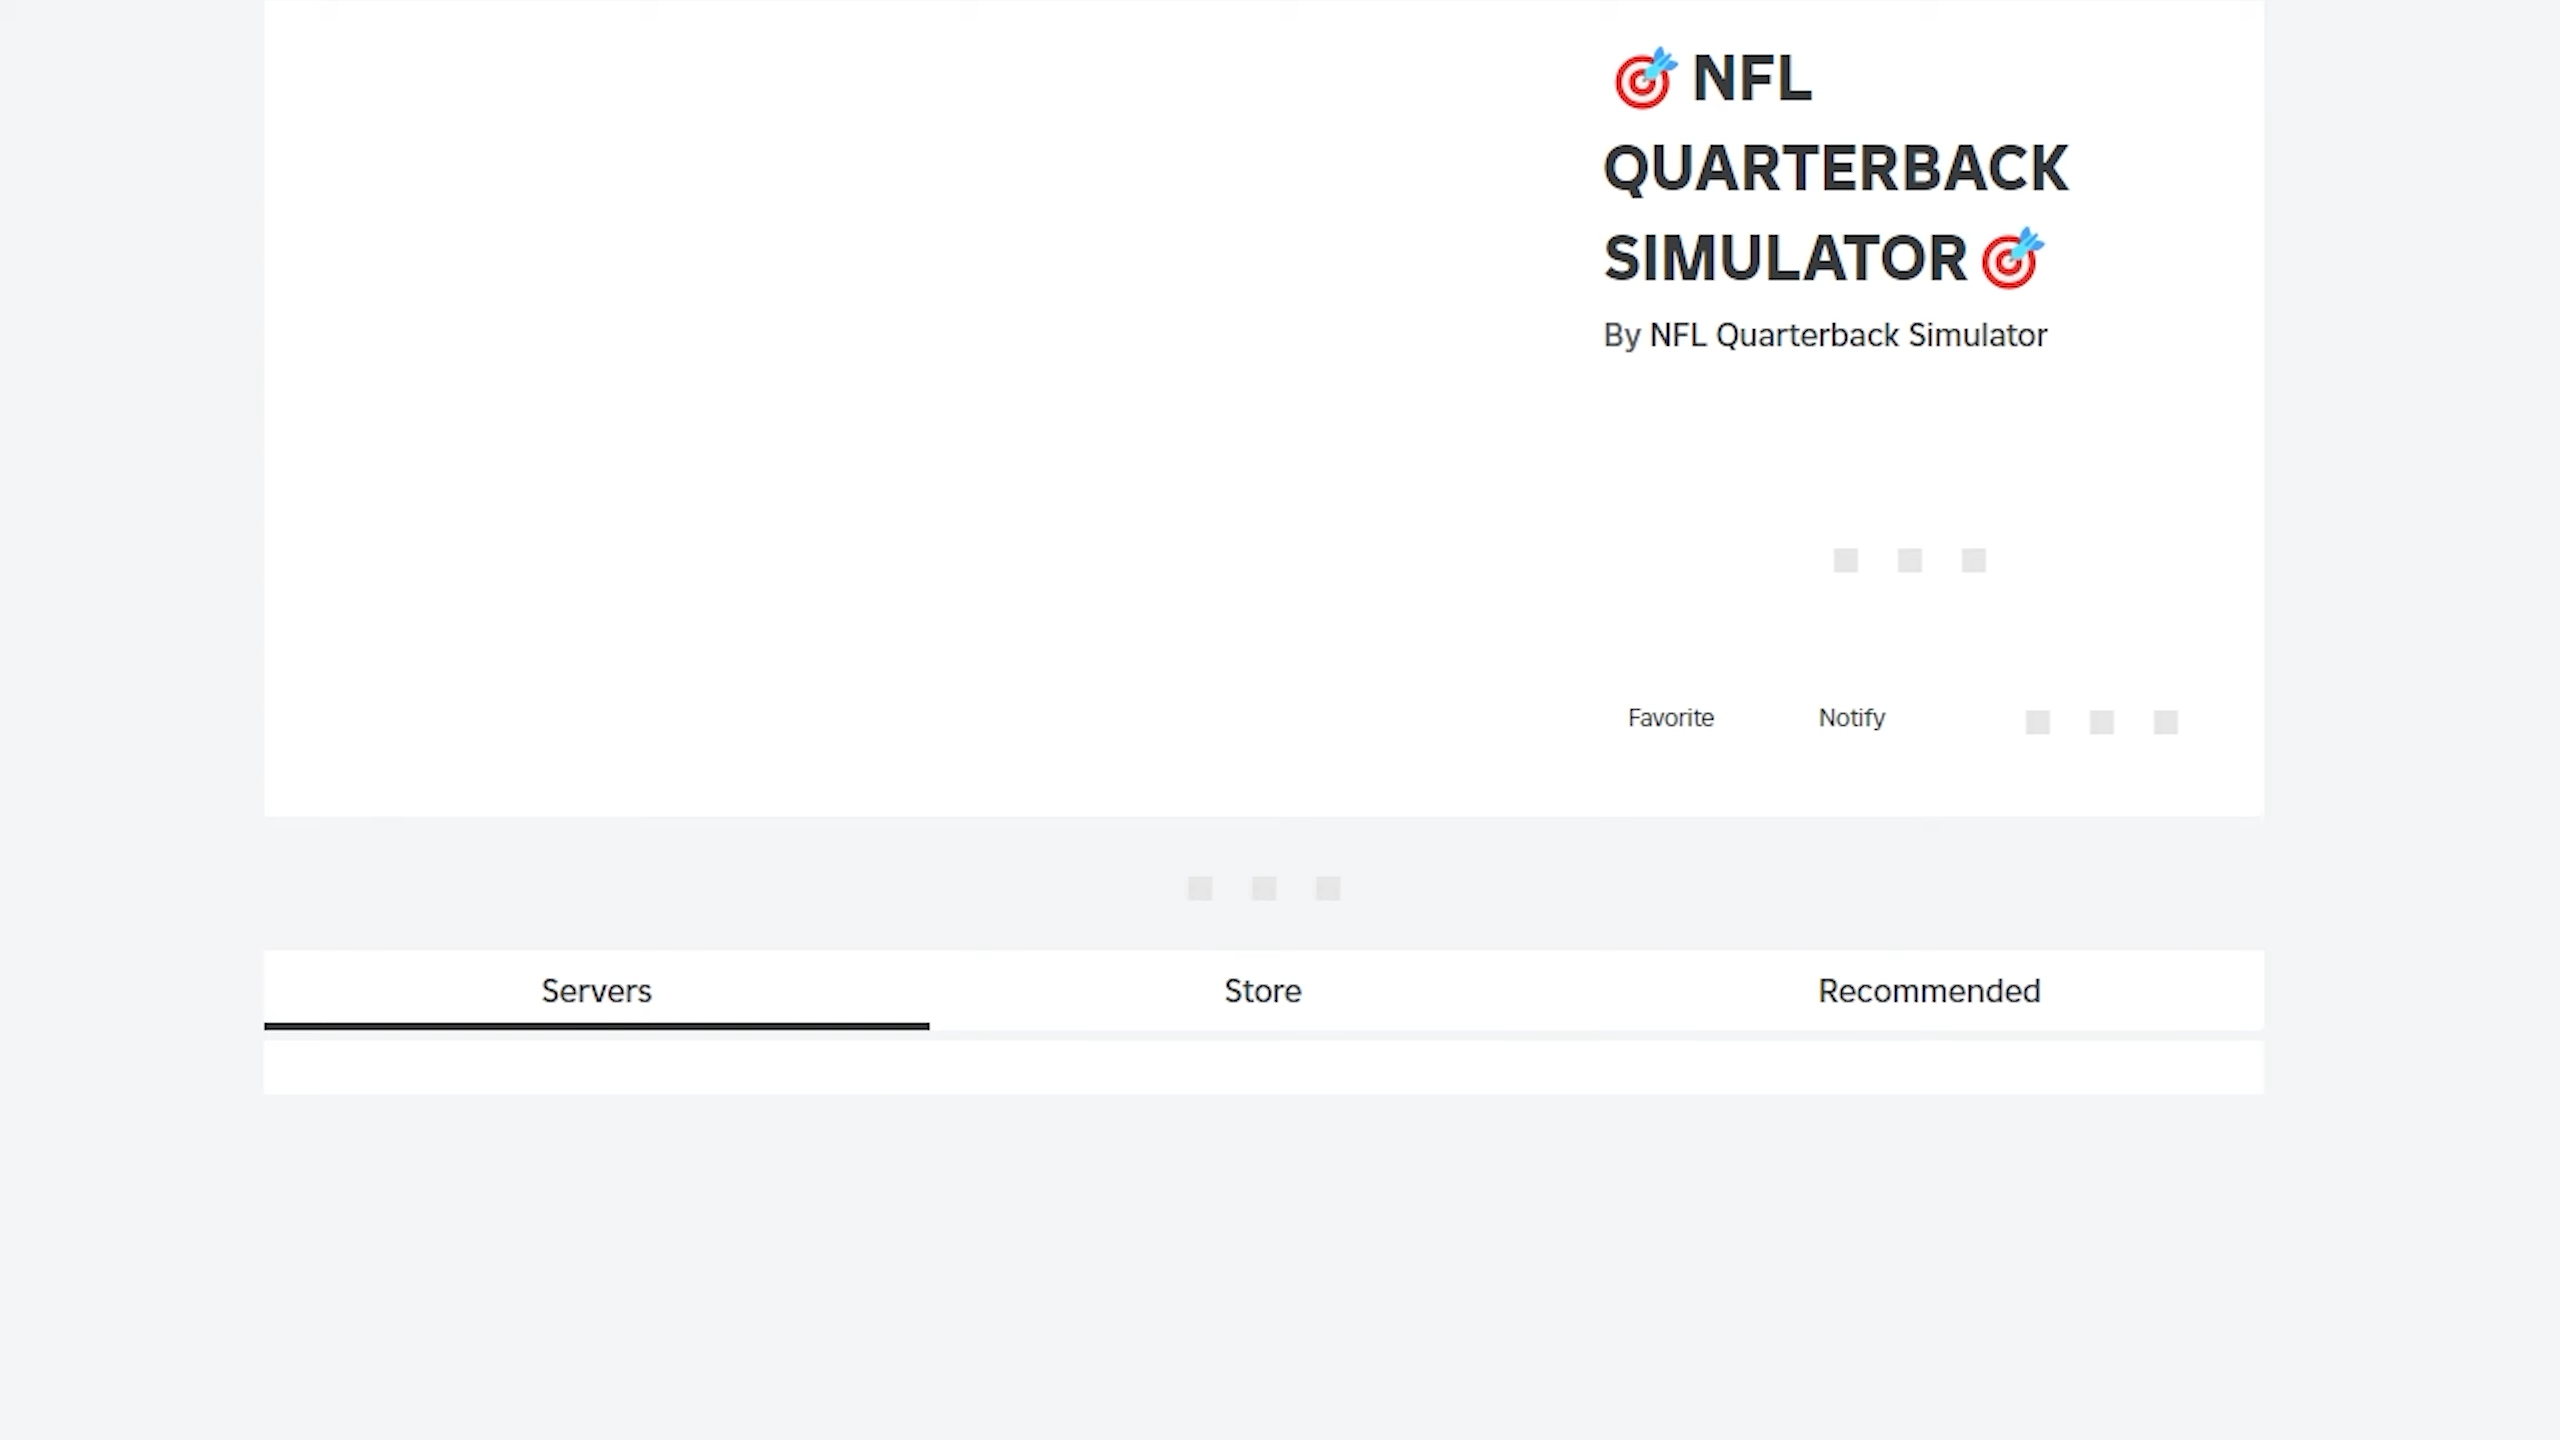 🎯 NFL
QUARTERBACK
SIMULATOR🎯
By NFL Quarterback Simulator
Favorite
Notify
Servers
Store
Recommended